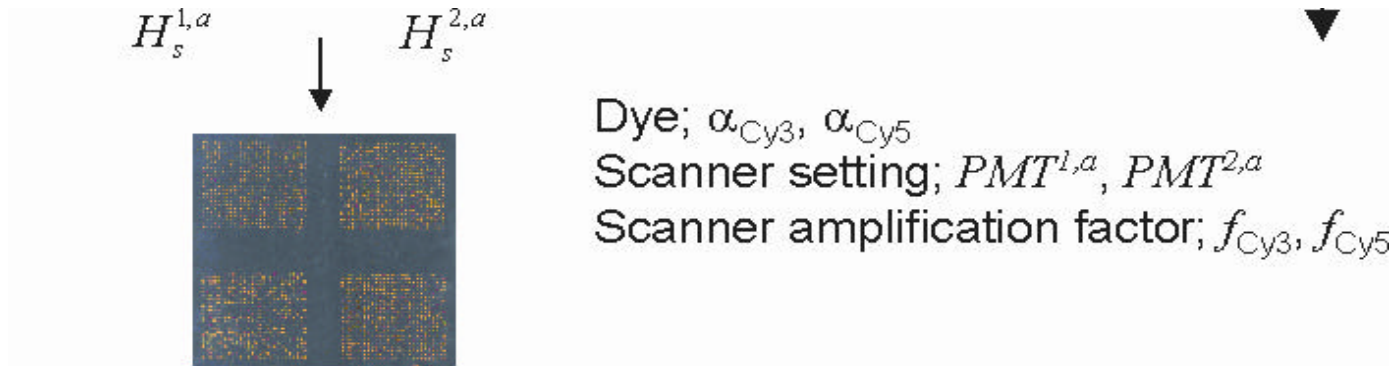 H_s^{1,a} H_s^{2,a}
Dye; α_Cy3, α_Cy5
Scanner setting; PMT^{1,a}, PMT^{2,a}
Scanner amplification factor; f_Cy3, f_Cy5